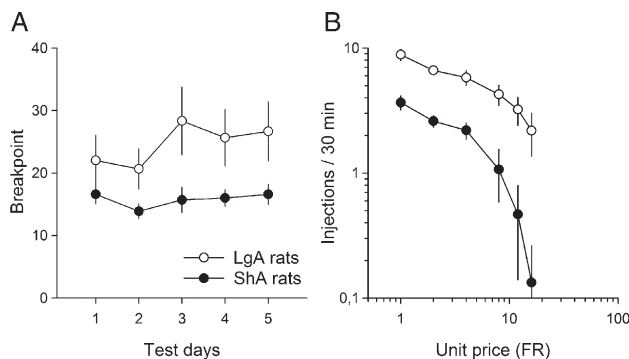 A
Breakpoint
40
30
20
10
0
LgA rats
ShA rats
1 2 3 4 5
Test days
B
Injections / 30 min
10
1
0,1
1 10 100
Unit price (FR)